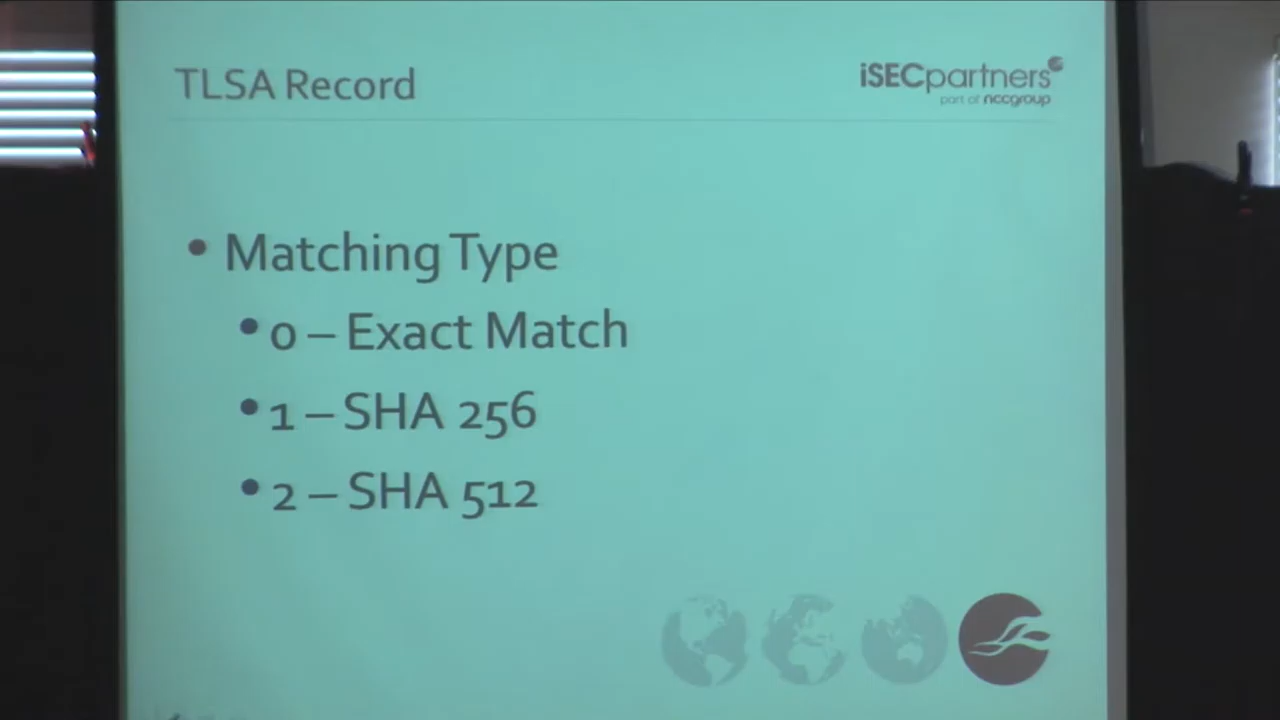 TLSA Record
iSECpartners
part of nccgroup
• Matching Type
• 0 – Exact Match
• 1 – SHA 256
• 2 – SHA 512